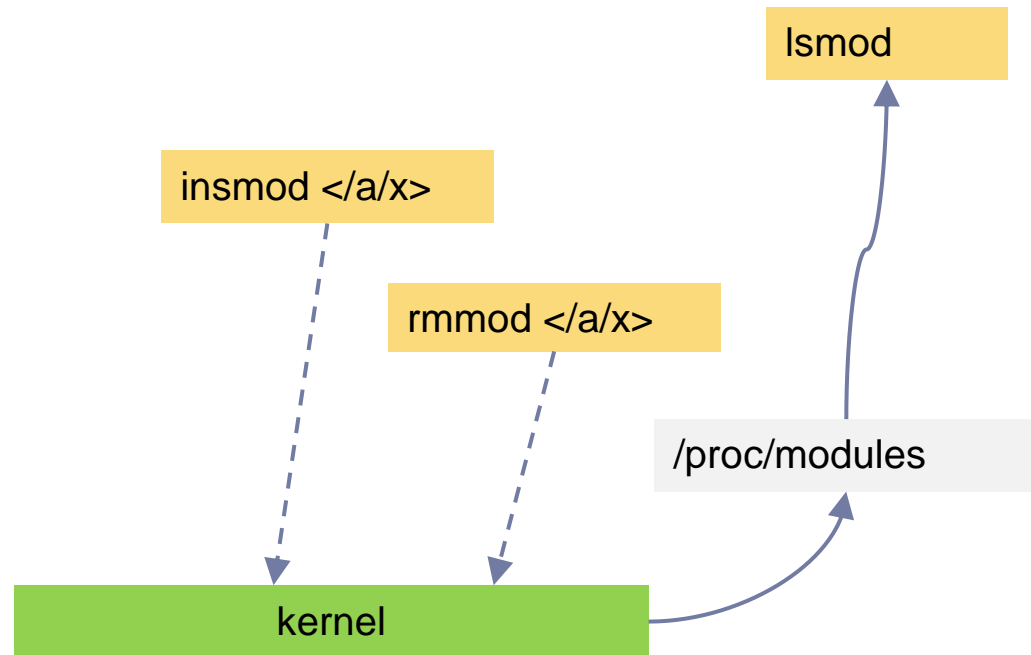 lsmod
insmod </a/x>
rmmod </a/x>
/proc/modules
kernel